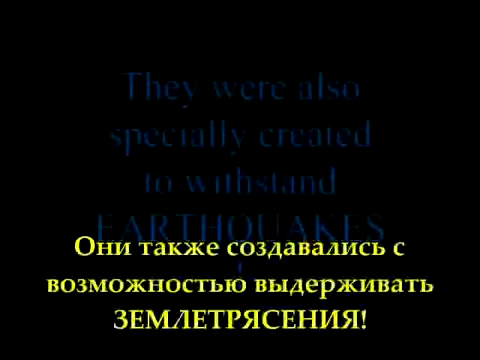 They were also
specially created
to withstand
EARTHQUAKES
Они также создавались с
возможностью выдерживать
ЗЕМЛЕТРЯСЕНИЯ!